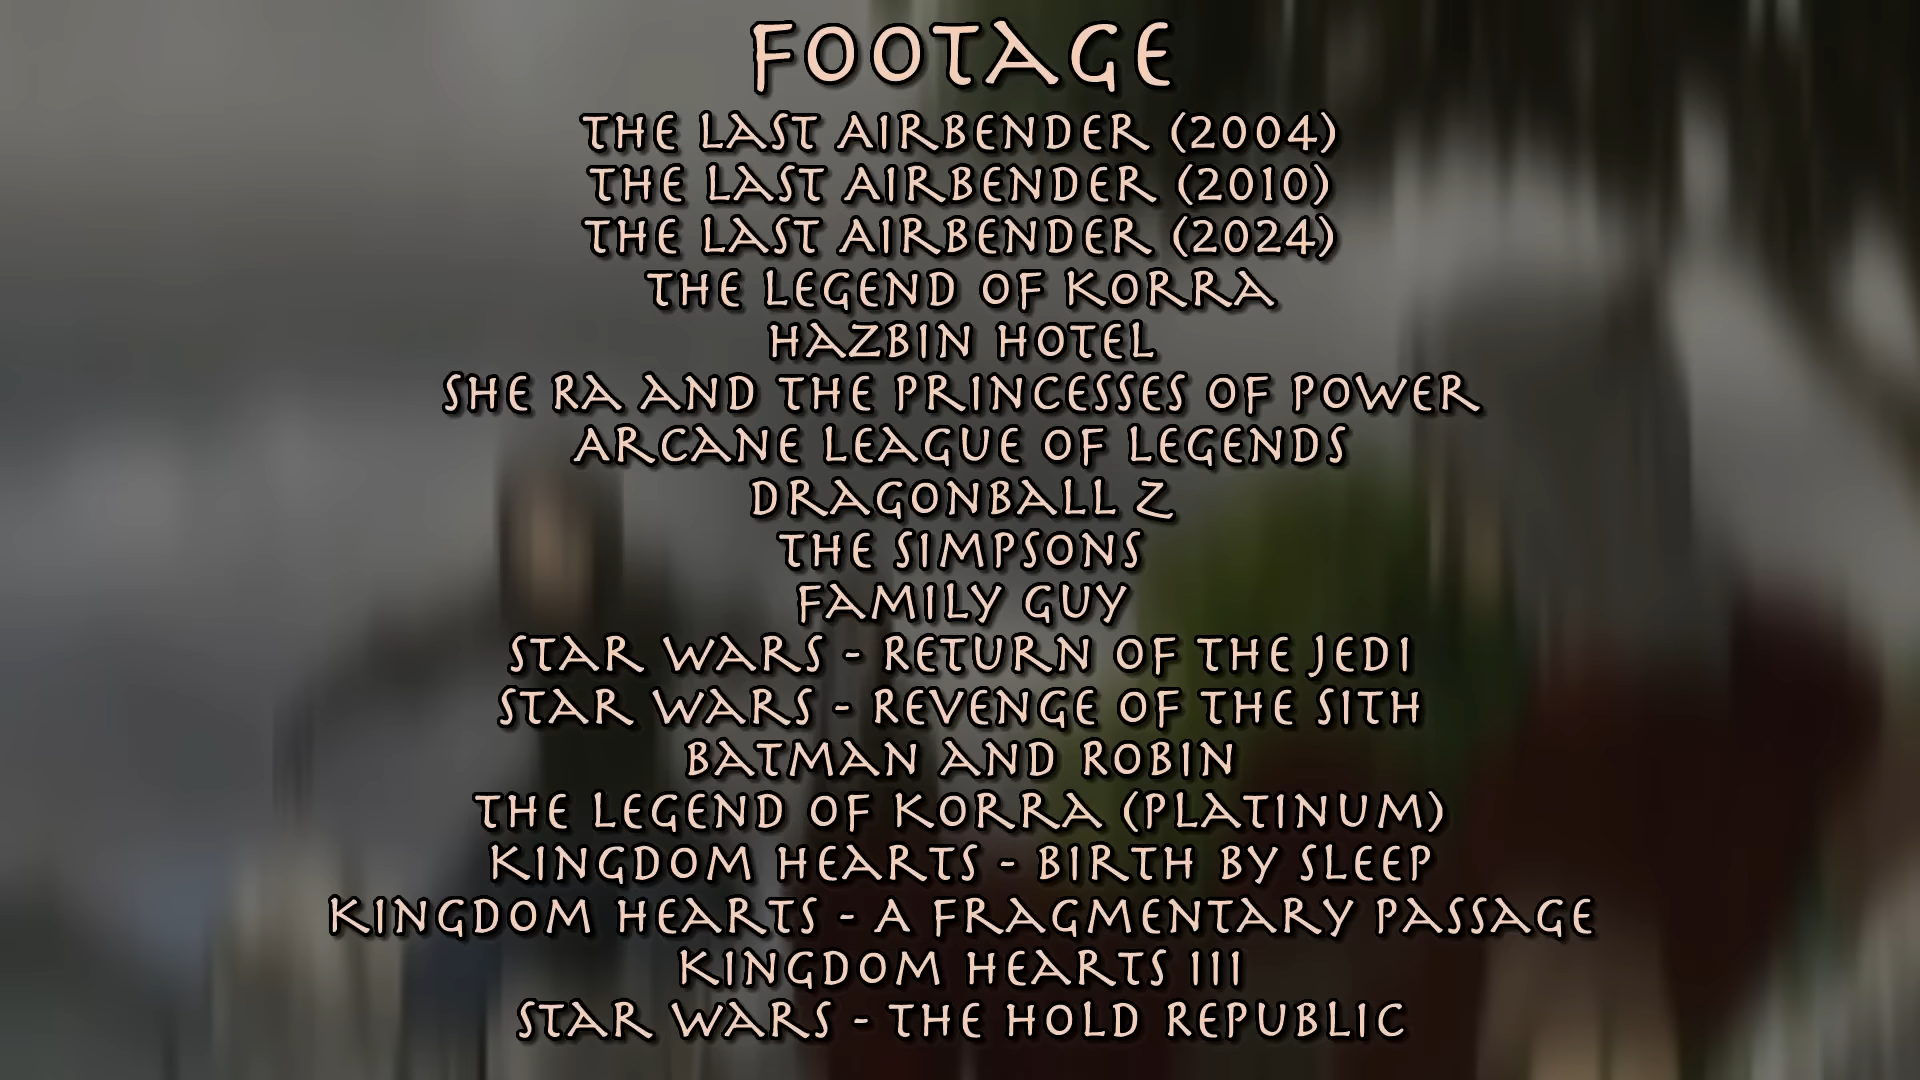 FOOTAGE
THE LAST AIRBENDER (2004)
THE LAST AIRBENDER (2010)
THE LAST AIRBENDER (2024)
THE LEGEND OF KORRA
HAZBIN HOTEL
SHE RA AND THE PRINCESSES OF POWER
ARCANE LEAGUE OF LEGENDS
DRAGONBALL Z
THE SIMPSONS
FAMILY GUY
STAR WARS - RETURN OF THE JEDI
STAR WARS - REVENGE OF THE SITH
BATMAN AND ROBIN
THE LEGEND OF KORRA (PLATINUM)
KINGDOM HEARTS - BIRTH BY SLEEP
KINGDOM HEARTS - A FRAGMENTARY PASSAGE
KINGDOM HEARTS III
STAR WARS - THE HOLD REPUBLIC